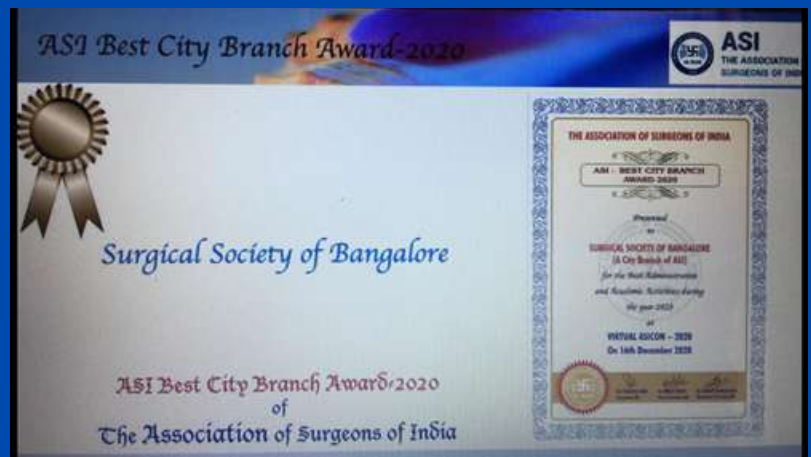 ASI Best City Branch Award-2020
ASI
THE ASSOCIATION
SURGEONS OF
Surgical Society of Bangalore
ASI Best City Branch Award-2020
of
The Association of Surgeons of India
THE ASSOCIATION OF SURGEONS OF INDIA
ASI - BEST CITY BRANCH
AWARD-2020
Presented
to
SURGICAL SOCIETY OF BANGALORE
(A City Branch of ASI)
for the Best Administrative
and Academic Activities during
the year
at
VIRTUAL ASICON – 2020
On 16th December 2020